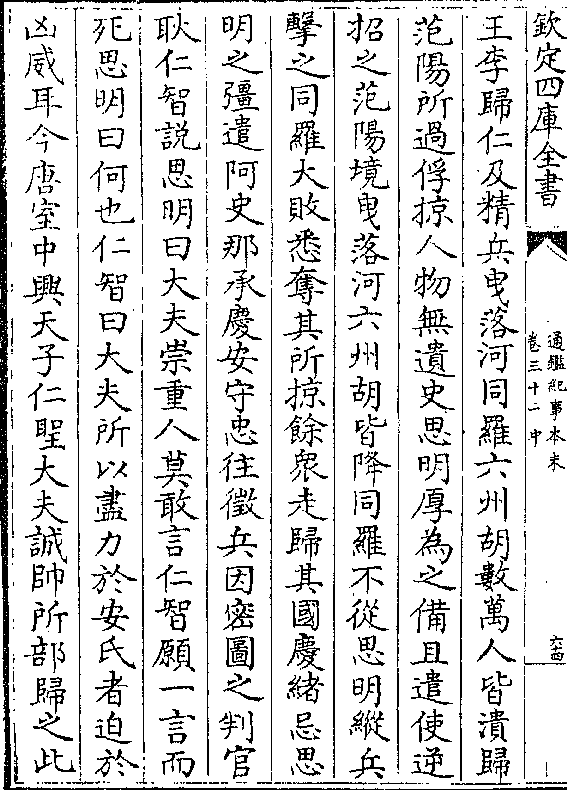 欽定四庫全書
通鑑紀事本末
卷三十二中
六四
王李歸仁及精兵曳落河同羅六州胡數萬人皆潰歸
范陽所過俘掠人物無遺史思明厚為之備且遣使逆
招之范陽境曳落河六州胡皆降同羅不從思明縱兵
擊之同羅大敗悉奪其所掠餘衆走歸其國慶緒忌思
明之彊遣阿史那承慶安守忠往徵兵因密圖之判官
耿仁智説思明曰大夫崇重人莫敢言仁智願一言而
死思明曰何也仁智曰大夫所以盡力於安氏者迫於
凶威耳今唐室中興天子仁聖大夫誠帥所部歸之此